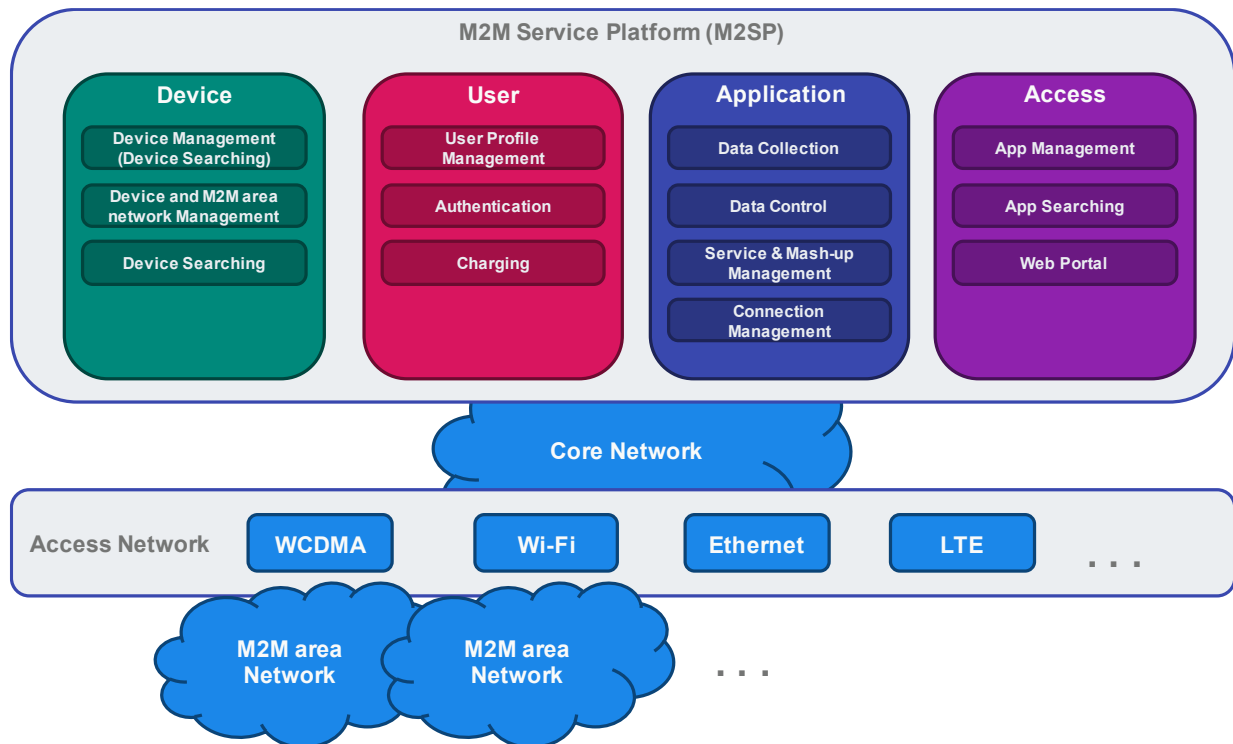 M2M Service Platform (M2SP)
Device
Device Management
(Device Searching)
Device and M2M area
network Management
Device Searching
User
User Profile
Management
Authentication
Charging
Application
Data Collection
Data Control
Service & Mash-up
Management
Connection
Management
Access
App Management
App Searching
Web Portal
Core Network
Access Network
WCDMA
Wi-Fi
Ethernet
LTE
. . .
M2M area
Network
M2M area
Network
. . .